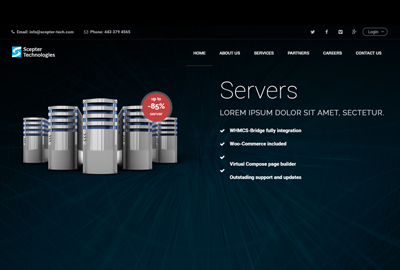 Email: info@scepter-tech.com Phone: 443 379 4565 Login
Scepter
Technologies
HOME ABOUT US SERVICES PARTNERS CAREERS CONTACT US
up to
-85%
server
Servers
LOREM IPSUM DOLOR SIT AMET, SECTETUR.
WHMCS-Bridge fully integration
Woo-Commerce included
Virtual Compose page builder
Outstading support and updates